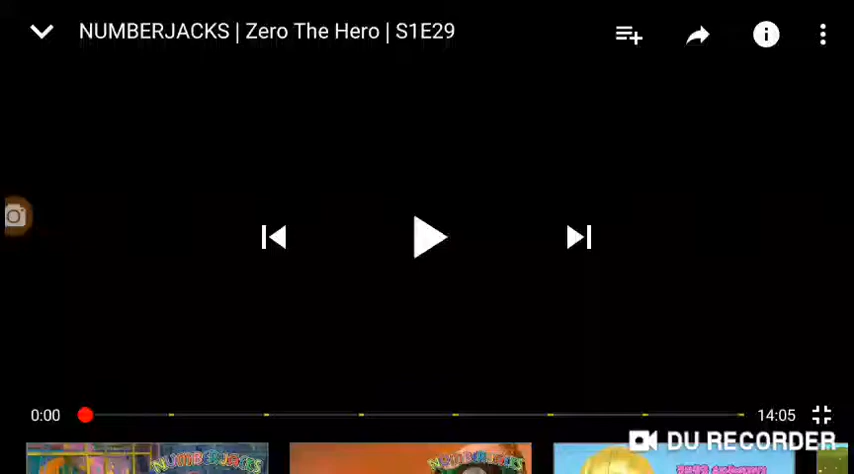 NUMBERJACKS | Zero The Hero | S1E29
0:00
14:05
NUMBERJACKS
NUMBERJACKS
DU RECORDER